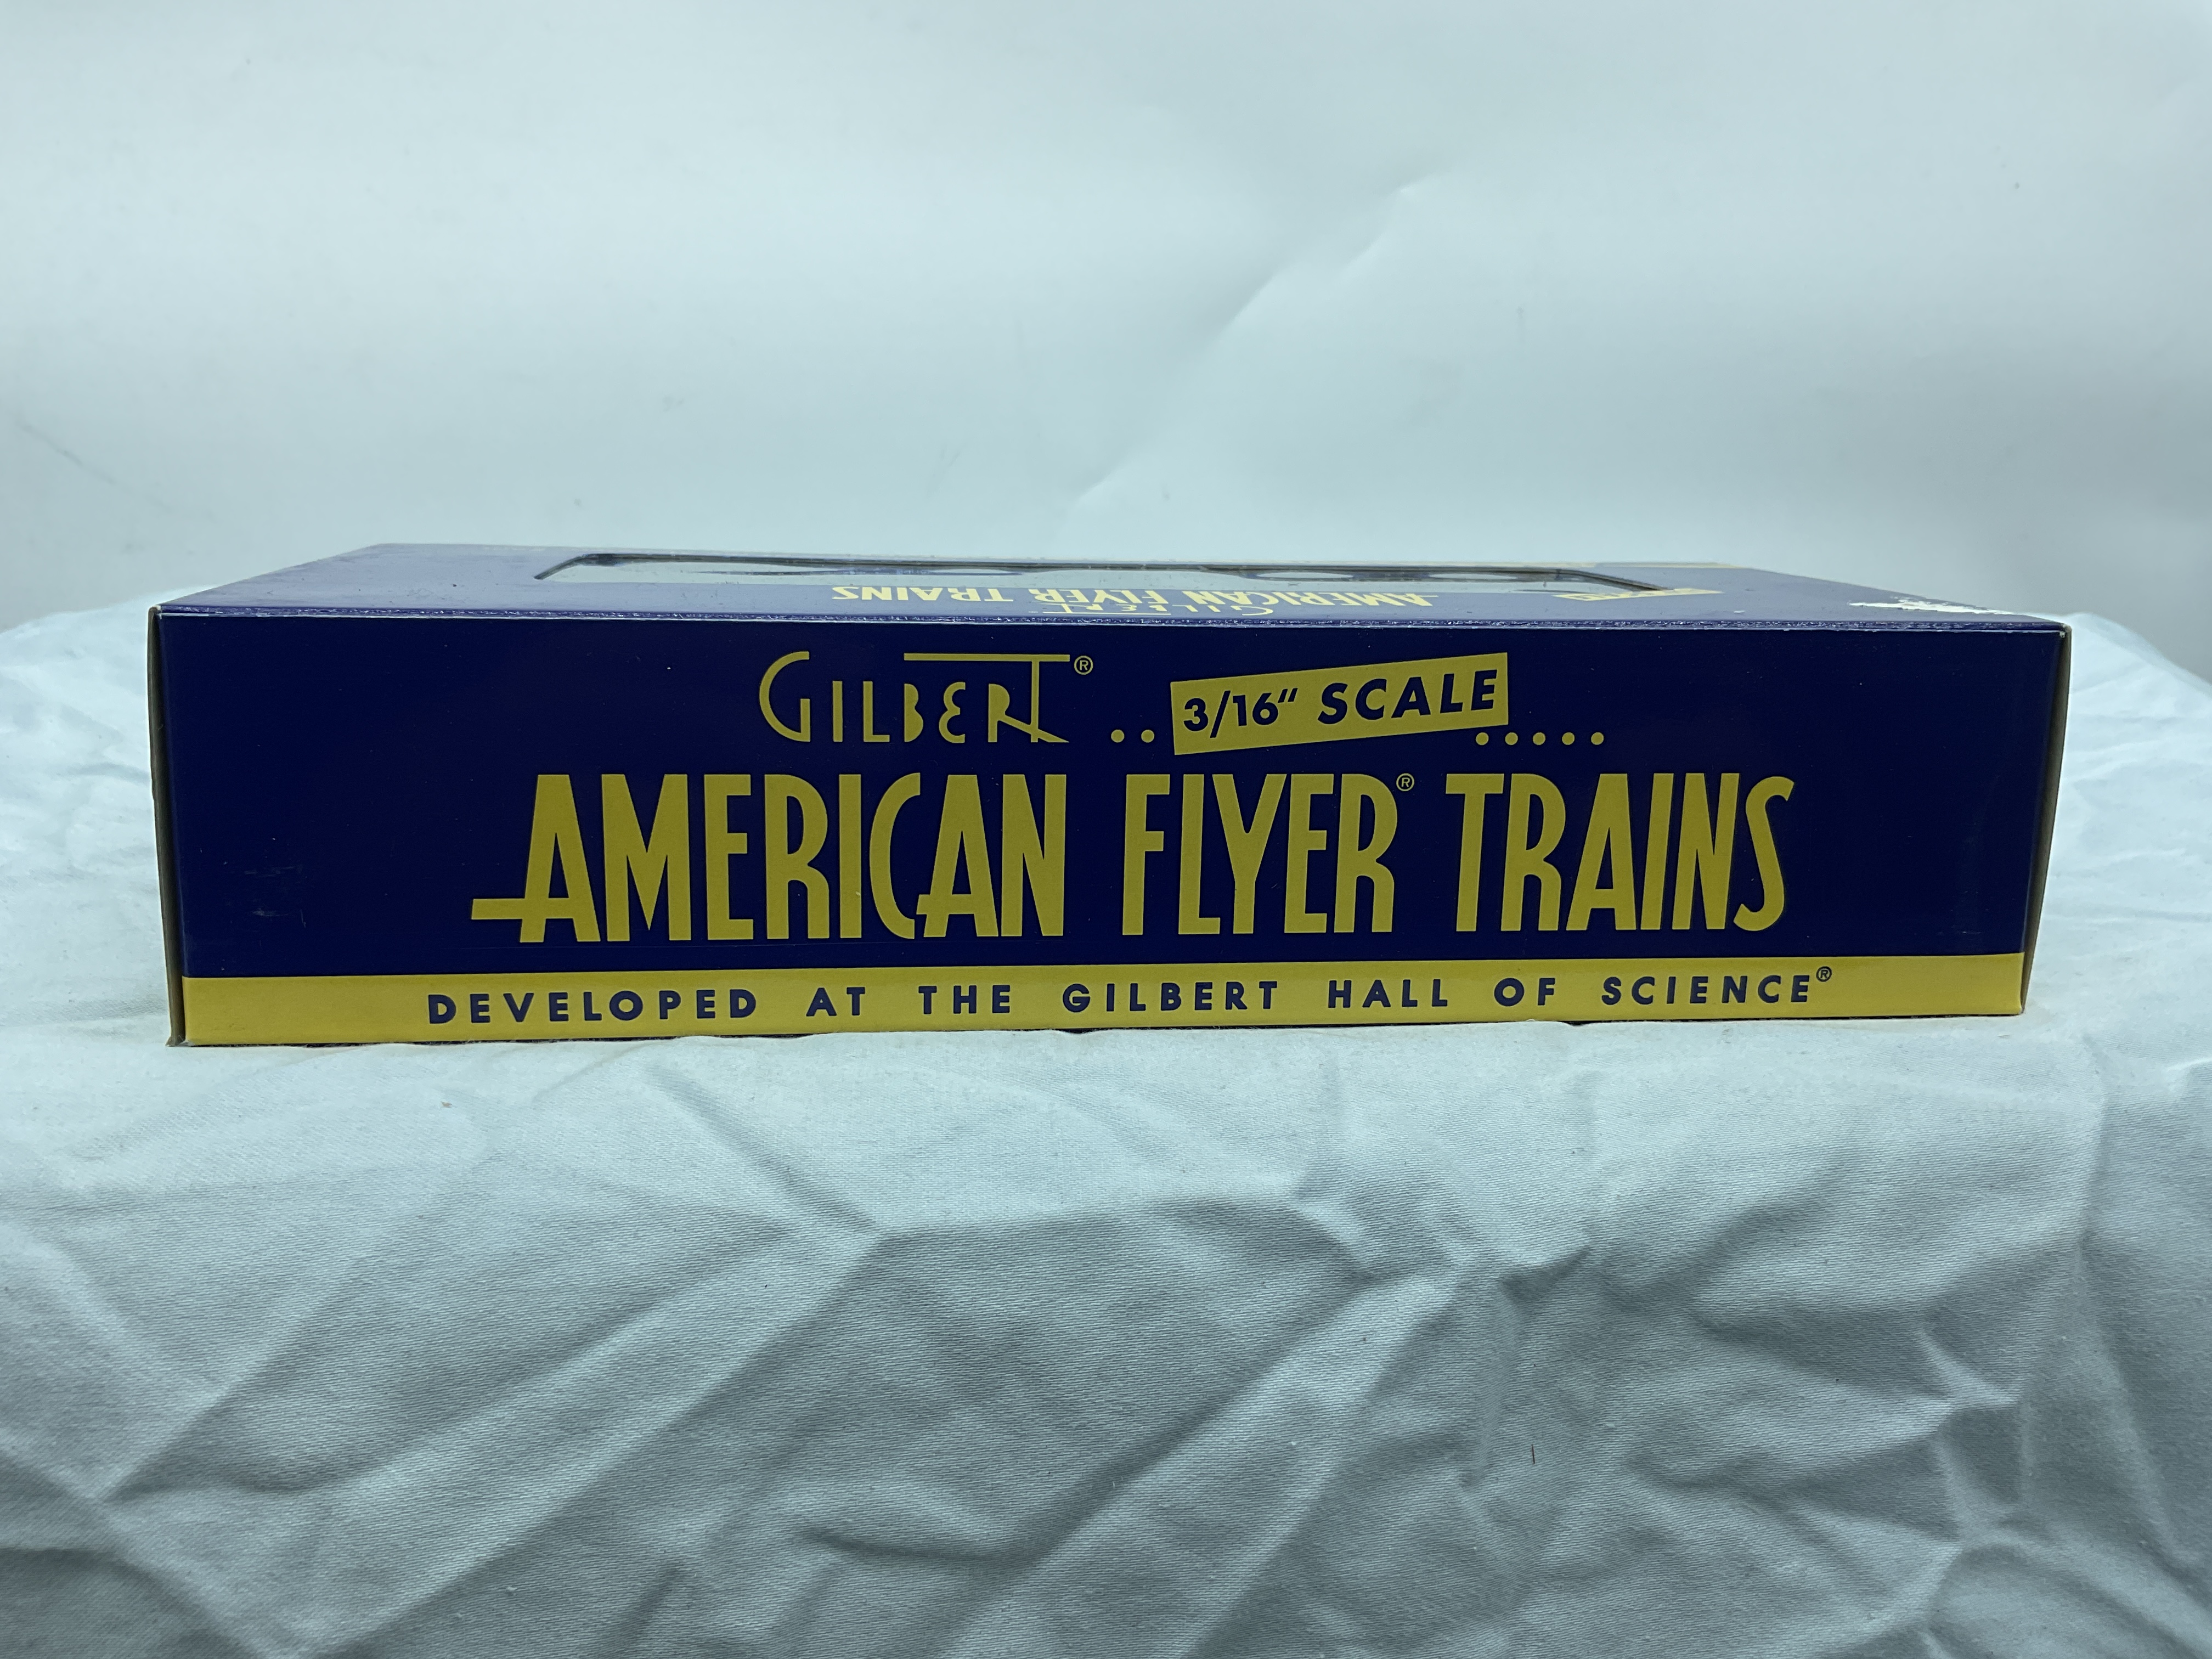 AMERICAN FLYER TRAINS
GILBERT
GILBERT® .. 3/16“ SCALE .....
AMERICAN FLYER® TRAINS
DEVELOPED AT THE GILBERT HALL OF SCIENCE®